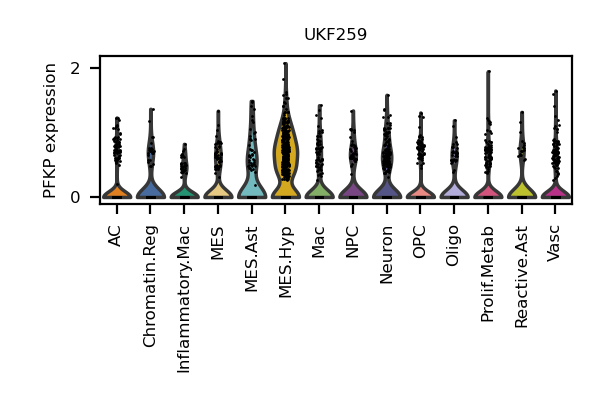 UKF259
PFKP expression
2
0
AC
Chromatin.Reg
Inflammatory.Mac
MES
MES.Ast
MES.Hyp
Mac
NPC
Neuron
OPC
Oligo
Prolif.Metab
Reactive.Ast
Vasc